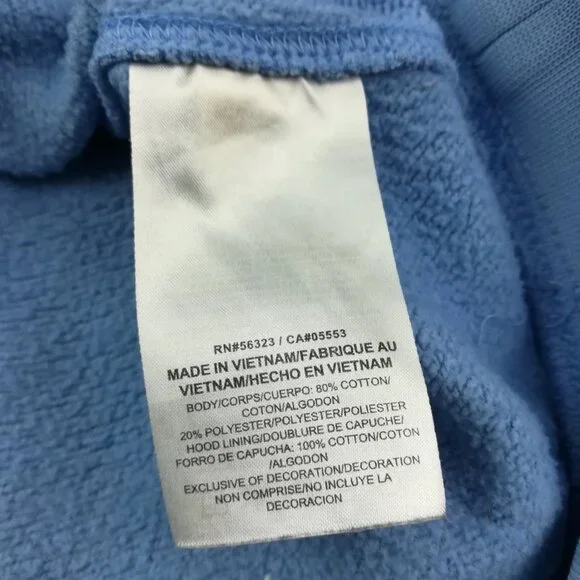 RN#56323 / CA#05553
MADE IN VIETNAM/FABRIQUE AU
VIETNAM/HECHO EN VIETNAM
BODY/CORPS/CUERPO: 80% COTTON/
COTON/ALGODON
20% POLYESTER/POLYESTER/POLIESTER
HOOD LINING/DOUBLURE DE CAPUCHE/
FORRO DE CAPUCHA: 100% COTTON/COTON
/ALGODON
EXCLUSIVE OF DECORATION/DECORATION
NON COMPRISE/NO INCLUYE LA
DECORACION